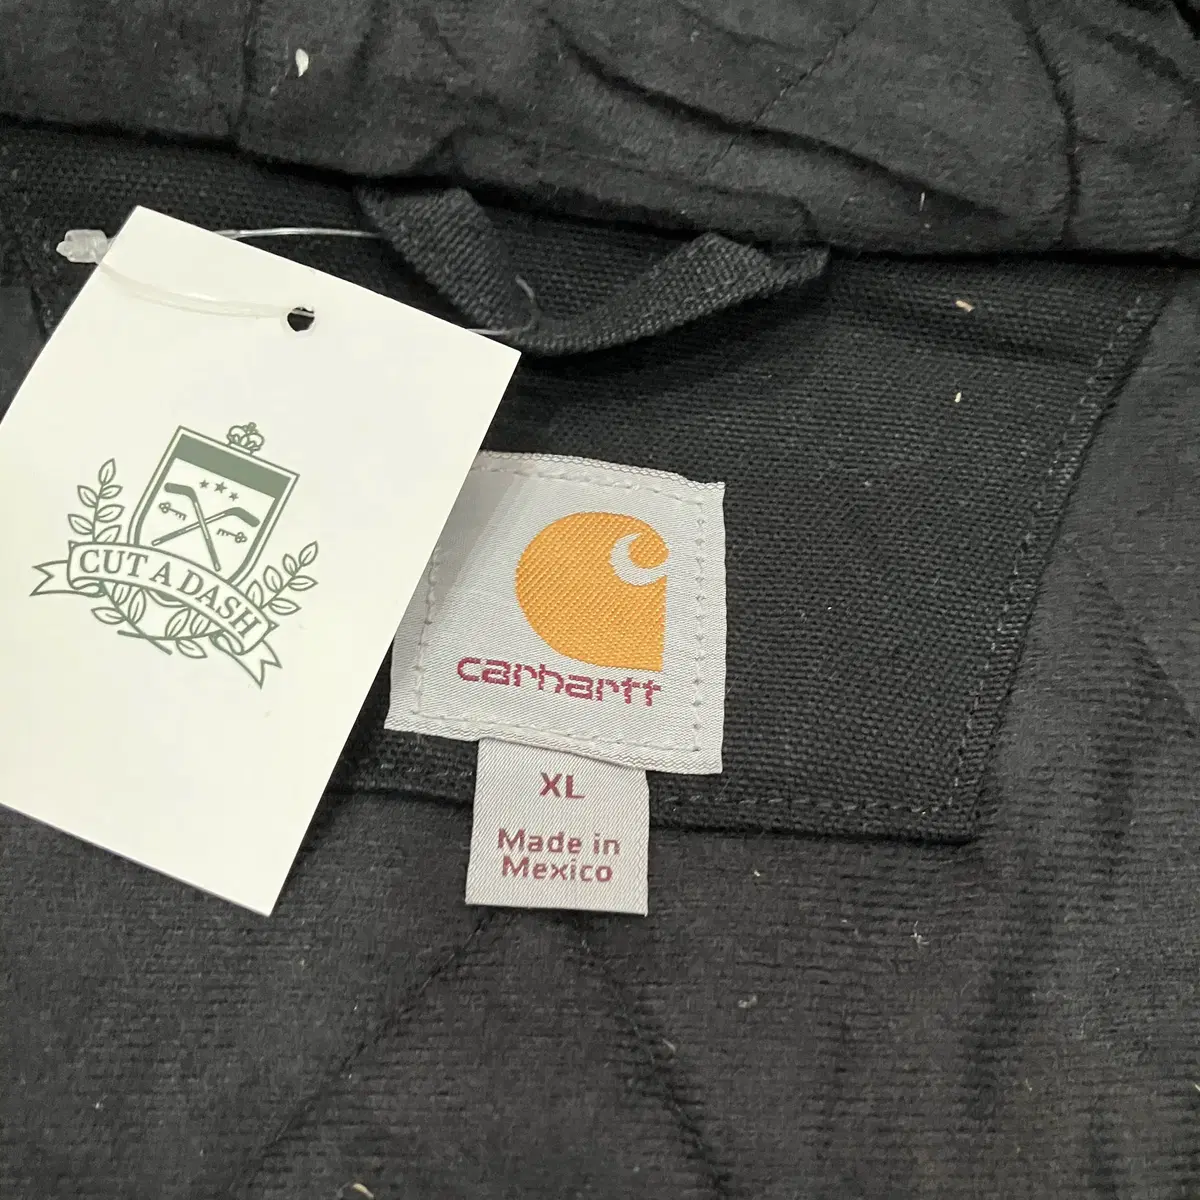 CUT A DASH
carhartt
XL
Made in
Mexico